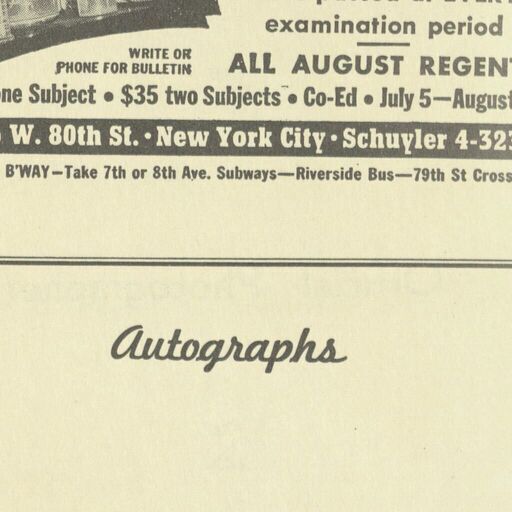 examination period
WRITE OR
PHONE FOR BULLETIN
ALL AUGUST REGENT
ne Subject • $35 two Subjects • Co-Ed • July 5—August
W. 80th St. • New York City • Schuyler 4-323
B'WAY—Take 7th or 8th Ave. Subways—Riverside Bus—79th St Cross
Autographs